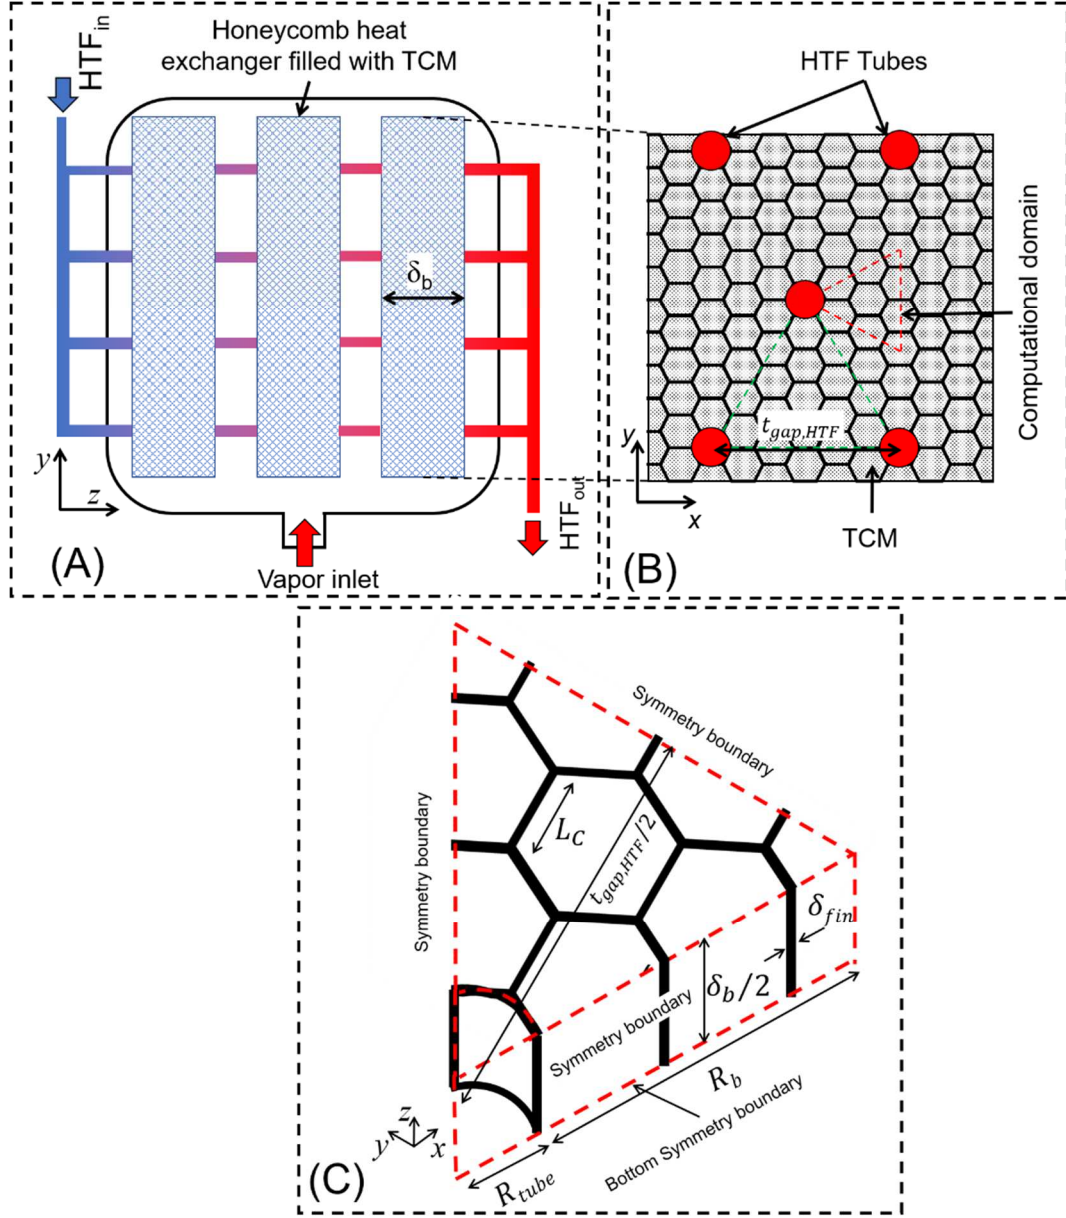 HTF_in
Honeycomb heat
exchanger filled with TCM
δ_b
y
z
HTF_out
Vapor inlet
(A)
HTF Tubes
Computational domain
t_gap,HTF
y
x
TCM
(B)
Symmetry boundary
Symmetry boundary
L_C
t_gap,HTF/2
δ_fin
δ_b/2
Symmetry boundary
R_b
Bottom Symmetry boundary
R_tube
z
y
x
(C)